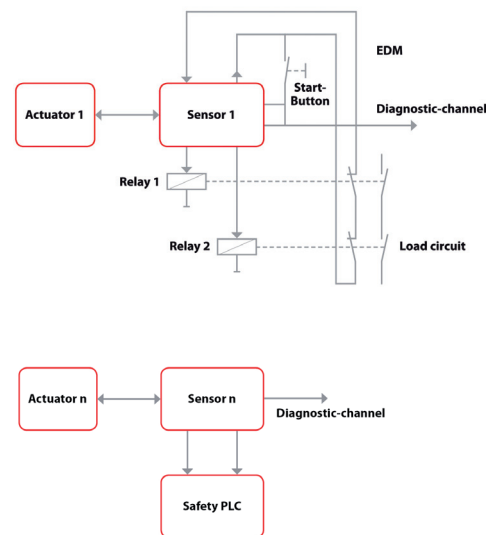 EDM
Start-
Button
Actuator 1
Sensor 1
Diagnostic-channel
Relay 1
Relay 2
Load circuit
Actuator n
Sensor n
Diagnostic-channel
Safety PLC